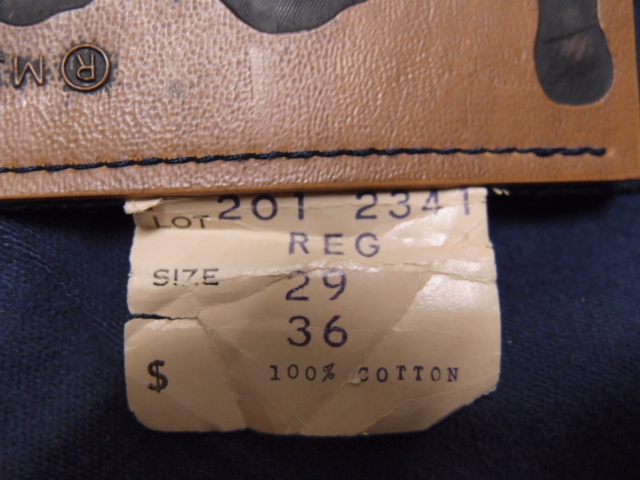 ® M
LOT 201 2341
REG
SIZE 29
36
$ 100% COTTON